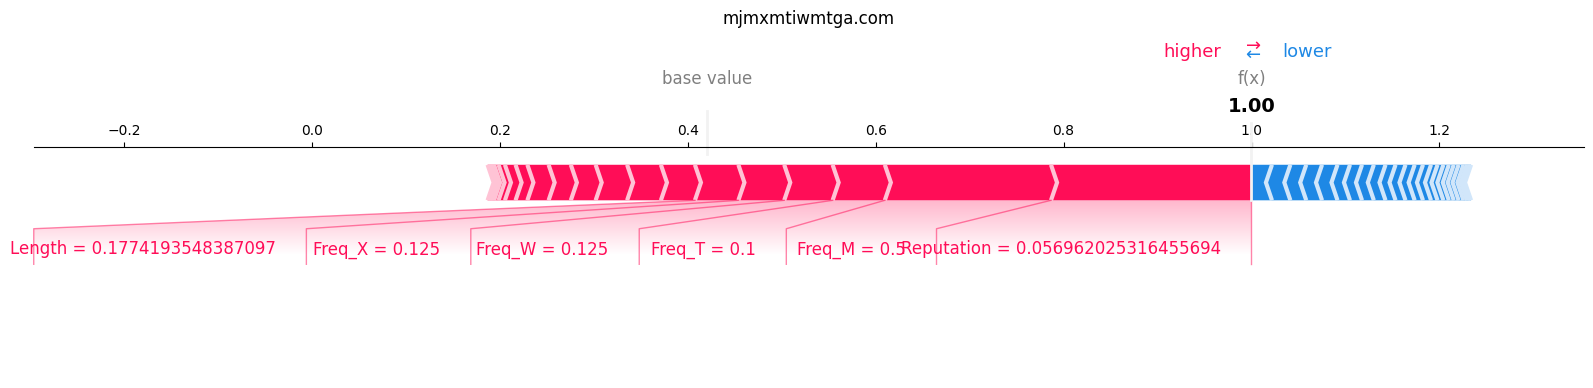 mjmxmtiwmtga.com
higher ⇄ lower
base value f(x)
1.00
−0.2 0.0 0.2 0.4 0.6 0.8 1.0 1.2
Length = 0.1774193548387097 Freq_X = 0.125 Freq_W = 0.125 Freq_T = 0.1 Freq_M = 0.5 Reputation = 0.056962025316455694